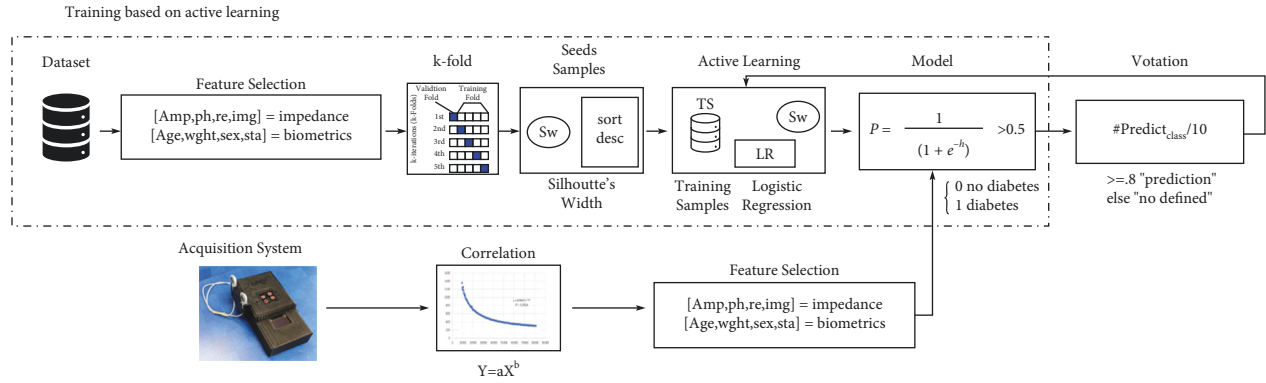 Training based on active learning
Dataset
Feature Selection
[Amp,ph,re,img] = impedance
[Age,wght,sex,sta] = biometrics
k-fold
Validtion
Fold
Training
Fold
k-iterations (k-Folds)
1st
2nd
3rd
4th
5th
Seeds
Samples
Sw
sort
desc
Silhoutte's
Width
Active Learning
TS
Sw
LR
Training
Samples
Logistic
Regression
Model
P = 1 / (1 + e^{-h}) >0.5
0 no diabetes
1 diabetes
Votation
#Predict_{class}/10
>=.8 "prediction"
else "no defined"
Acquisition System
Correlation
Y=aX^b
Feature Selection
[Amp,ph,re,img] = impedance
[Age,wght,sex,sta] = biometrics